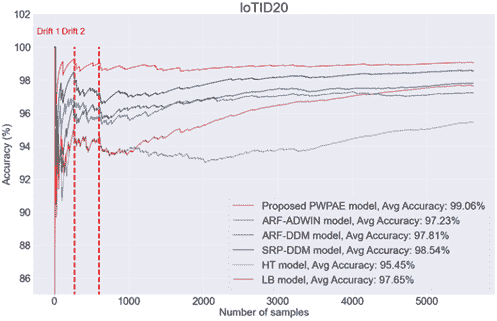 IoTID20
102
Drift 1 Drift 2
100
98
96
94
92
90
88
86
Accuracy (%)
Proposed PWPAE model, Avg Accuracy: 99.06%
ARF-ADWIN model, Avg Accuracy: 97.23%
ARF-DDM model, Avg Accuracy: 97.81%
SRP-DDM model, Avg Accuracy: 98.54%
HT model, Avg Accuracy: 95.45%
LB model, Avg Accuracy: 97.65%
0 1000 2000 3000 4000 5000
Number of samples